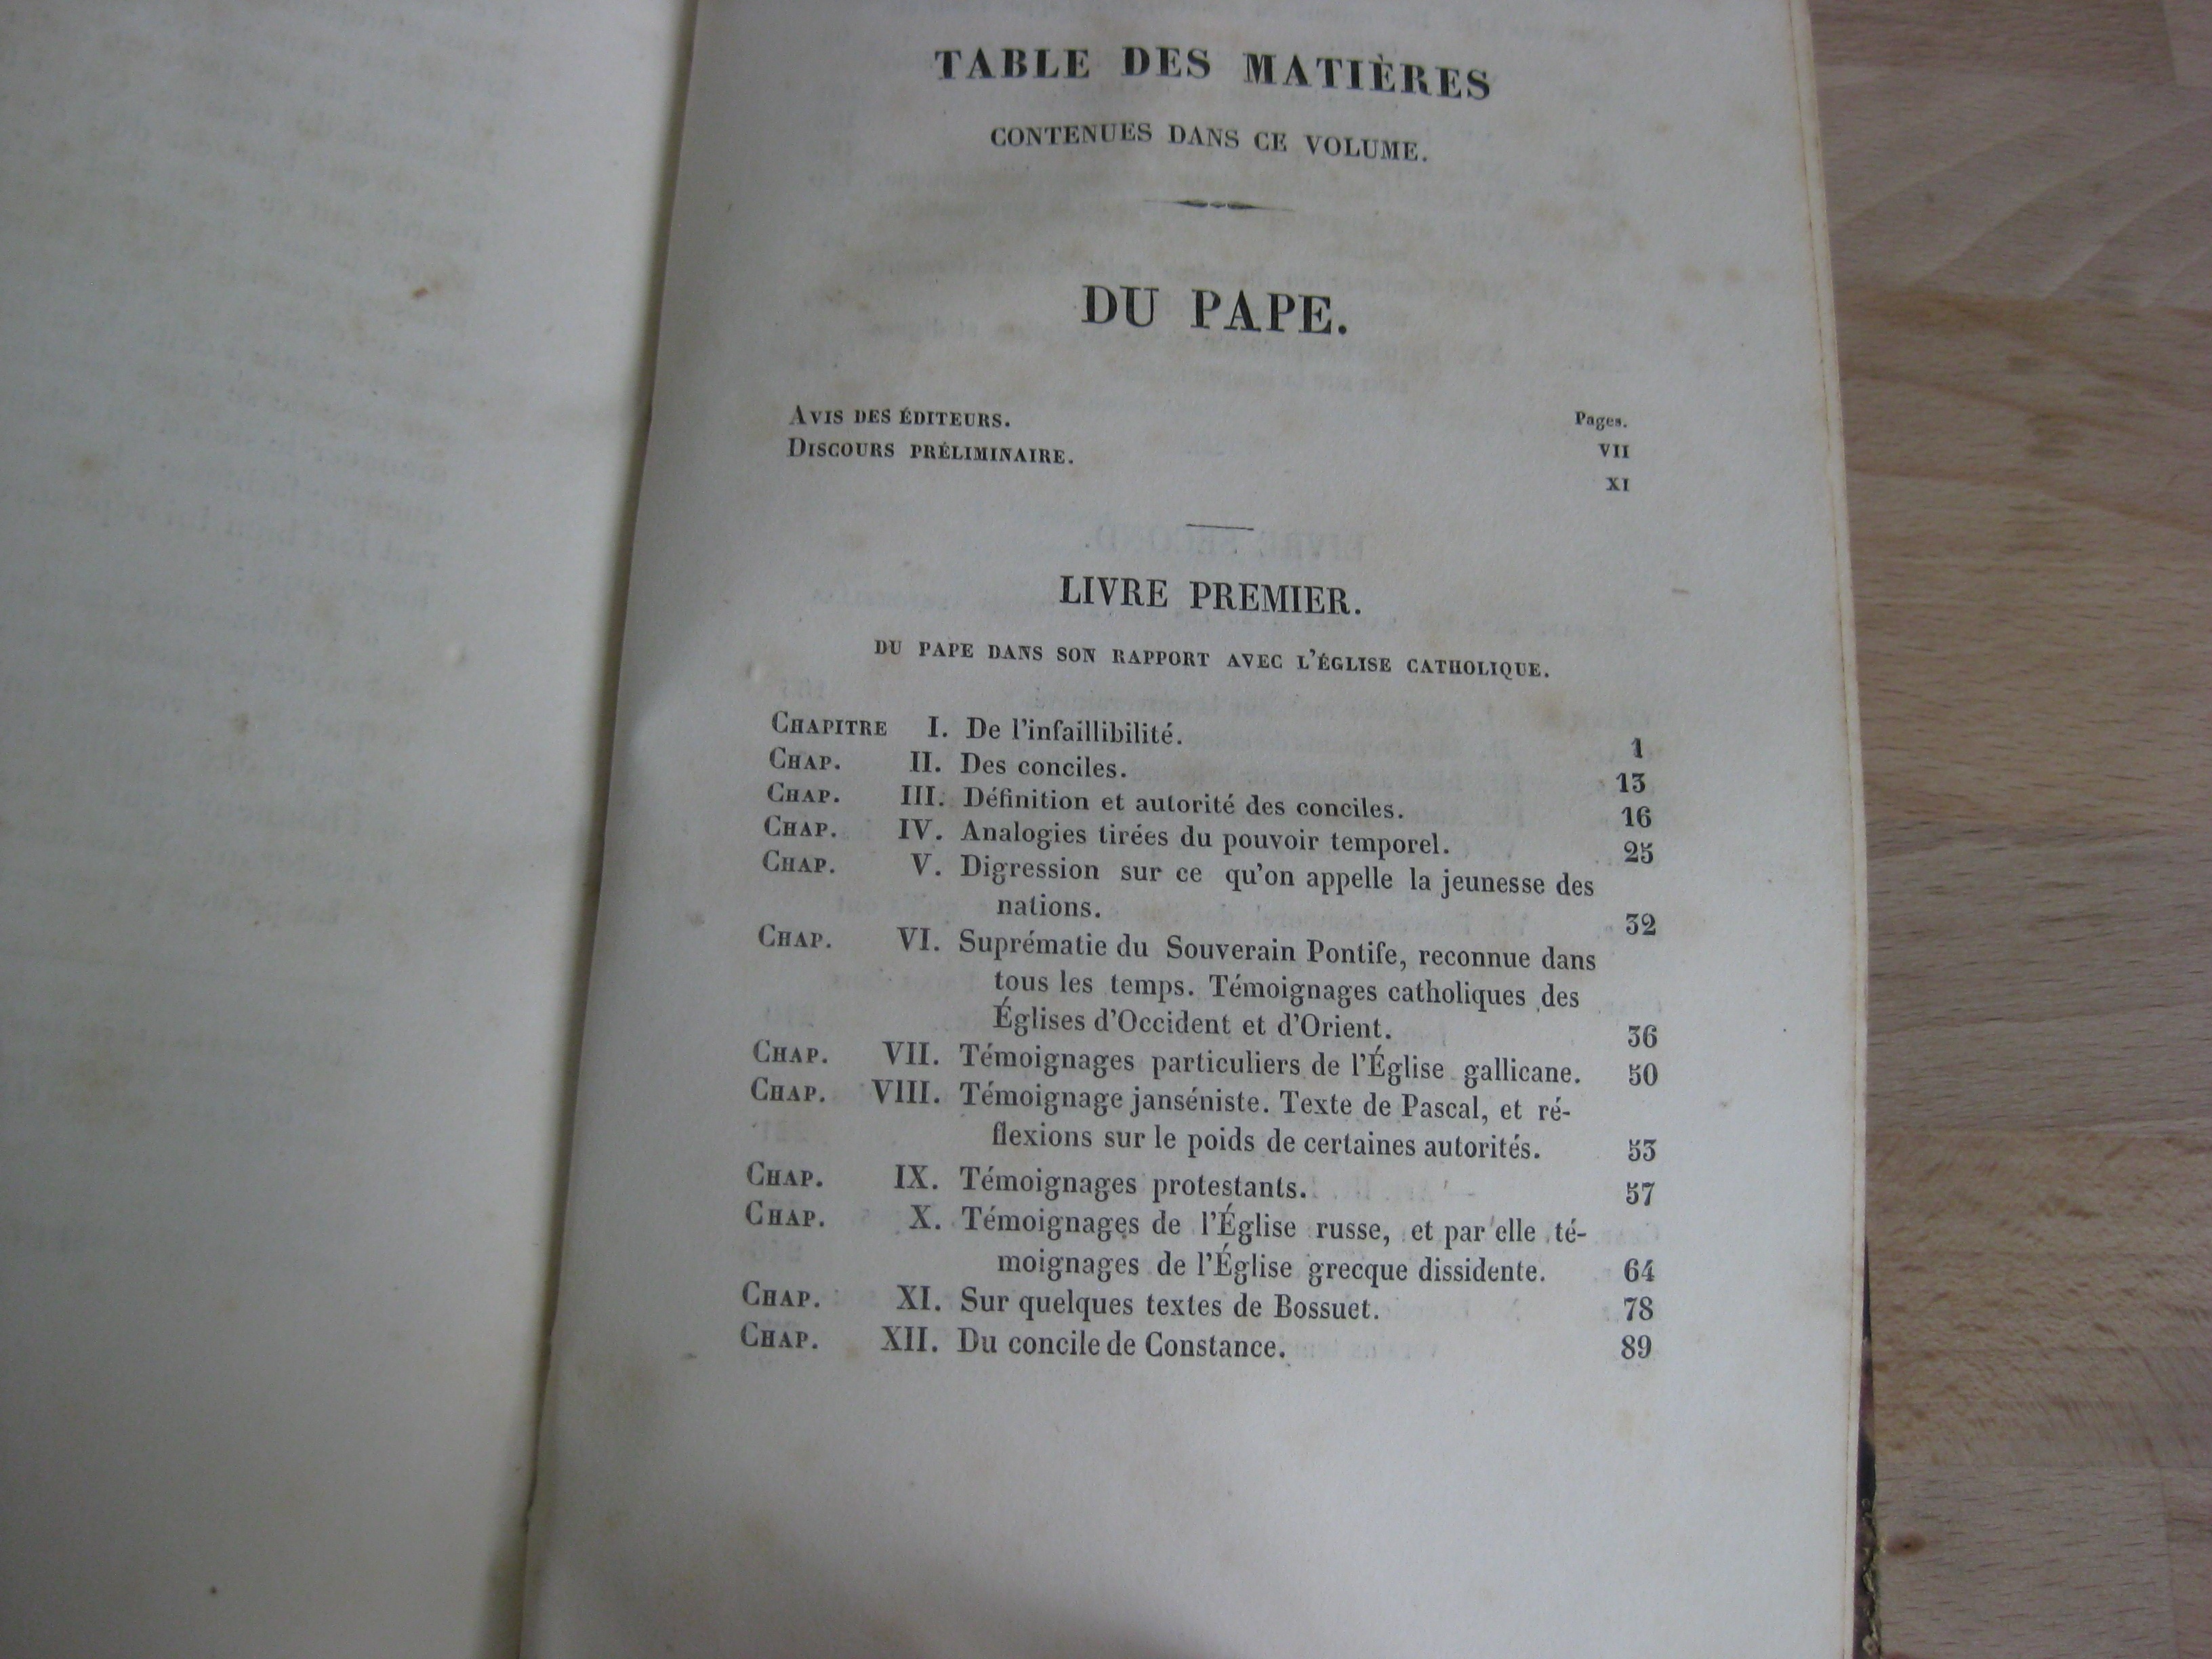 TABLE DES MATIÈRES
CONTENUES DANS CE VOLUME.
DU PAPE.
Pages.
AVIS DES ÉDITEURS. VII
DISCOURS PRÉLIMINAIRE. XI
LIVRE PREMIER.
DU PAPE DANS SON RAPPORT AVEC L'ÉGLISE CATHOLIQUE.
CHAPITRE I. De l'infaillibilité. 1
CHAP. II. Des conciles. 13
CHAP. III. Définition et autorité des conciles. 16
CHAP. IV. Analogies tirées du pouvoir temporel. 25
CHAP. V. Digression sur ce qu'on appelle la jeunesse des
nations. 32
CHAP. VI. Suprématie du Souverain Pontife, reconnue dans
tous les temps. Témoignages catholiques des
Églises d'Occident et d'Orient. 36
CHAP. VII. Témoignages particuliers de l'Église gallicane. 50
CHAP. VIII. Témoignage janséniste. Texte de Pascal, et ré-
flexions sur le poids de certaines autorités. 53
CHAP. IX. Témoignages protestants. 57
CHAP. X. Témoignages de l'Église russe, et par elle té-
moignages de l'Église grecque dissidente. 64
CHAP. XI. Sur quelques textes de Bossuet. 78
CHAP. XII. Du concile de Constance. 89